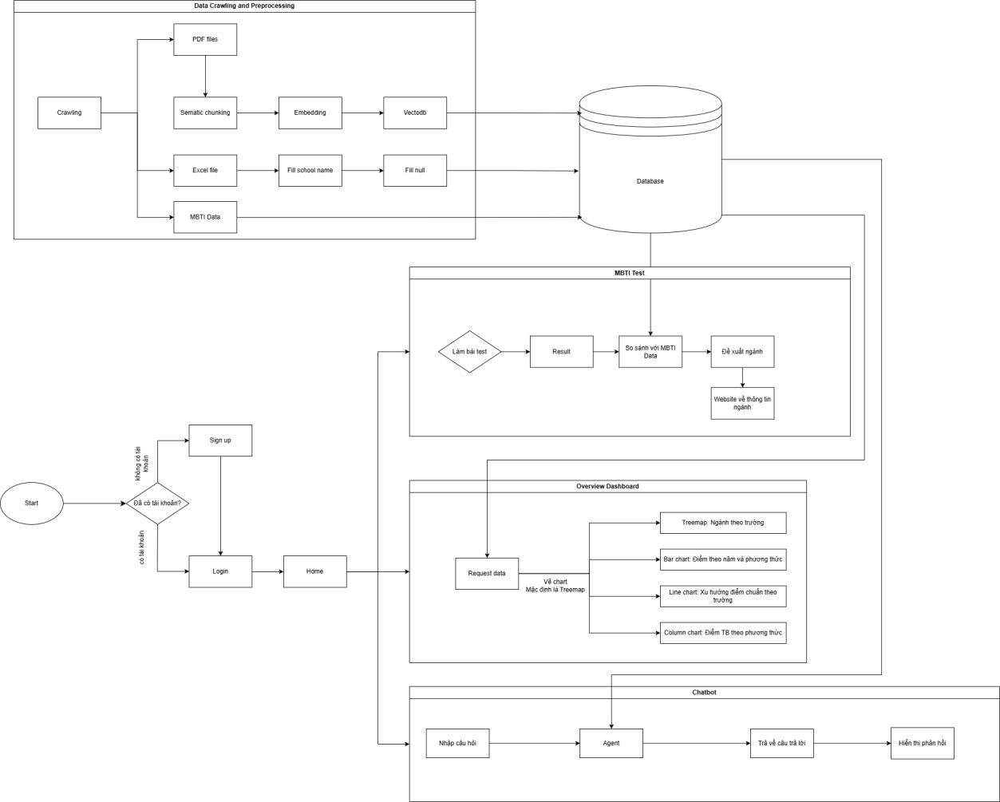 Data Crawling and Preprocessing
PDF files
Crawling
Sematic chunking
Embedding
Vectodb
Excel file
Fill school name
Fill null
MBTI Data
Database
MBTI Test
Làm bài test
Result
So sánh với MBTI
Data
Đề xuất ngành
Website về thông tin
ngành
Start
Đã có tài khoản?
không có tài
khoản
có tài khoản
Sign up
Login
Home
Overview Dashboard
Request data
Vẽ chart
Mặc định là Treemap
Treemap: Ngành theo trường
Bar chart: Điểm theo năm và phương thức
Line chart: Xu hướng điểm chuẩn theo
trường
Column chart: Điểm TB theo phương thức
Chatbot
Nhập câu hỏi
Agent
Trả về câu trả lời
Hiển thị phản hồi